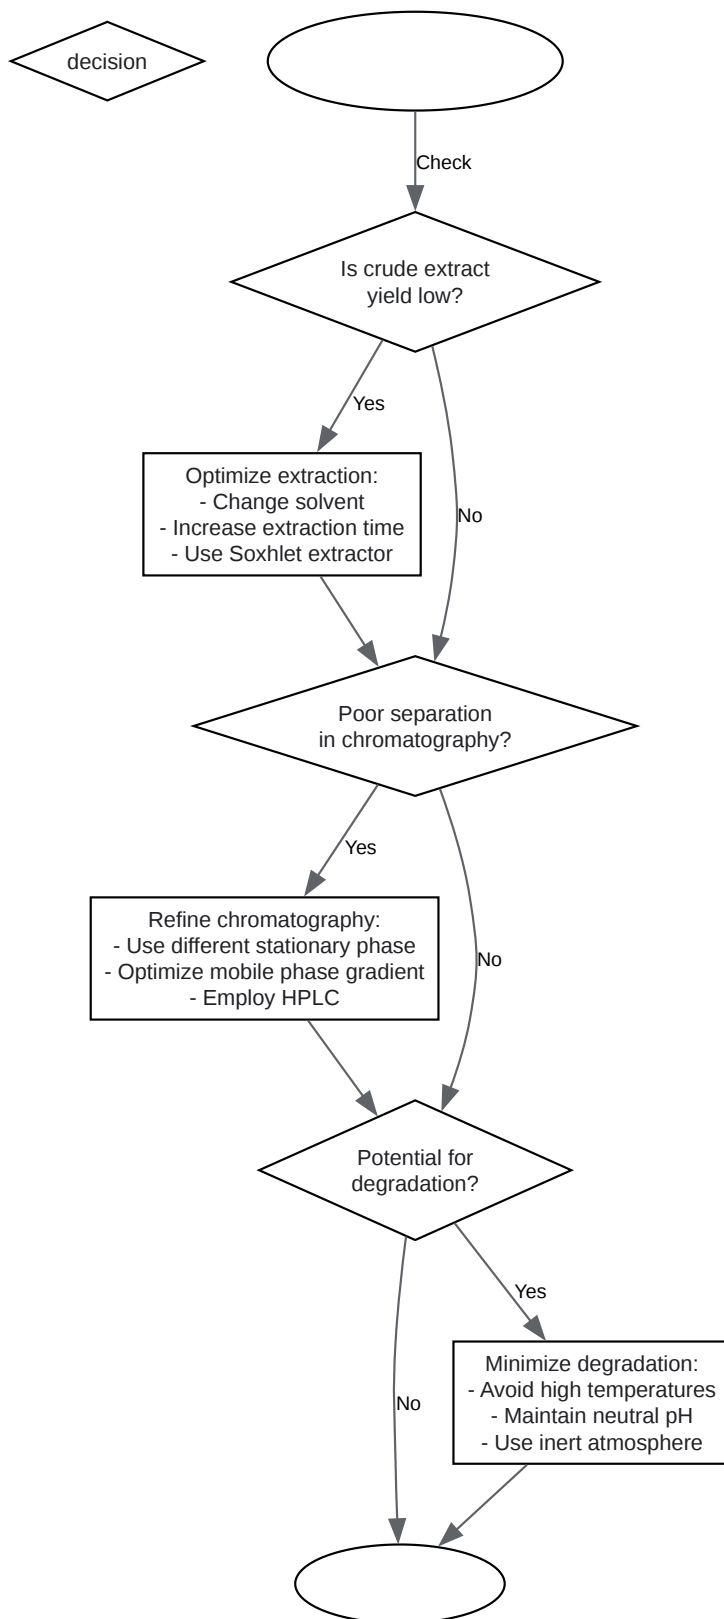 decision
Check
Is crude extract
yield low?
Yes
No
Optimize extraction:
- Change solvent
- Increase extraction time
- Use Soxhlet extractor
Poor separation
in chromatography?
Yes
No
Refine chromatography:
- Use different stationary phase
- Optimize mobile phase gradient
- Employ HPLC
Potential for
degradation?
Yes
No
Minimize degradation:
- Avoid high temperatures
- Maintain neutral pH
- Use inert atmosphere